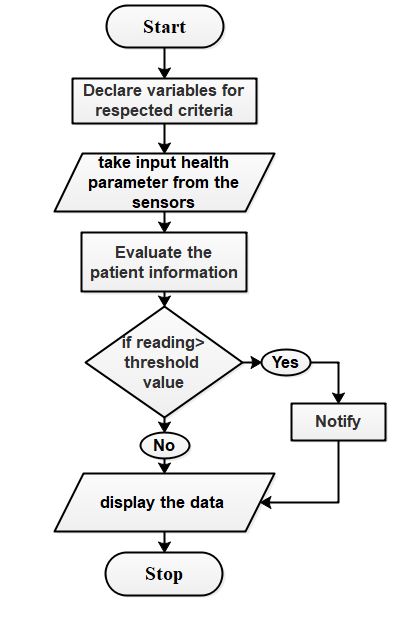 Start
Declare variables for
respected criteria
take input health
parameter from the
sensors
Evaluate the
patient information
if reading>
threshold
value
Yes
Notify
No
display the data
Stop